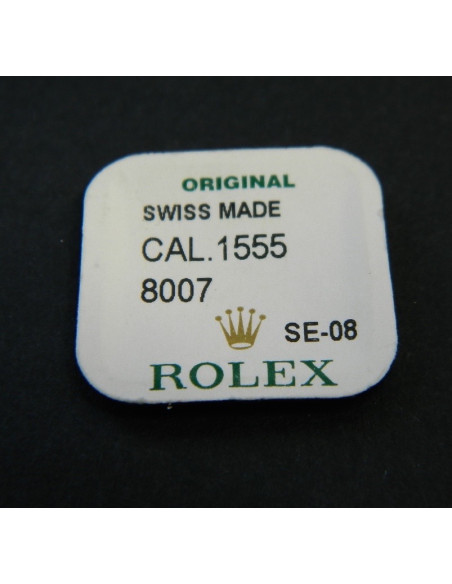 ORIGINAL
SWISS MADE
CAL.1555
8007
SE-08
ROLEX